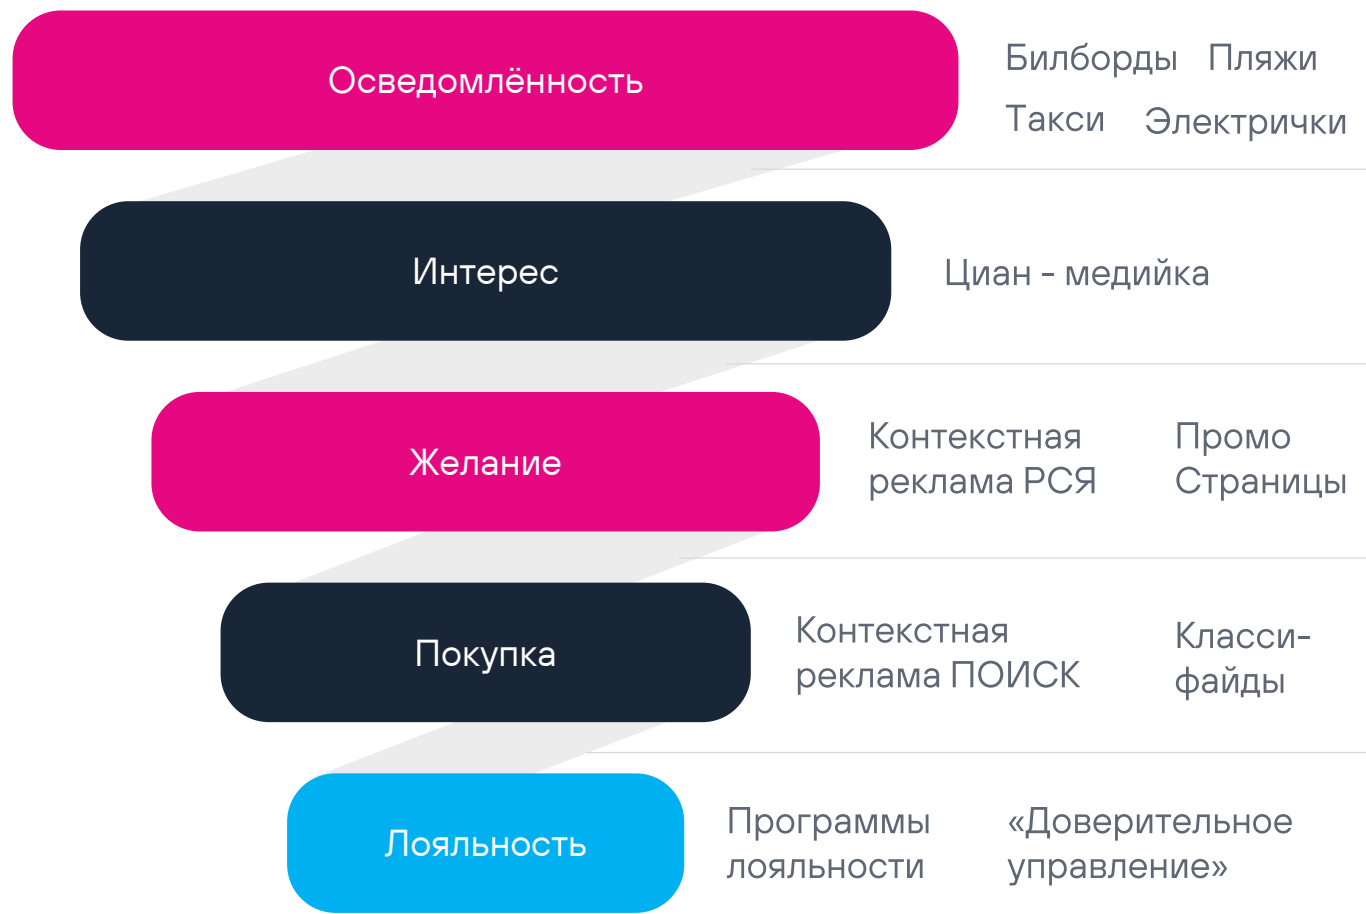 Осведомлённость
Билборды Пляжи
Такси Электрички
Интерес
Циан - медийка
Желание
Контекстная
реклама РСЯ
Промо
Страницы
Покупка
Контекстная
реклама ПОИСК
Класси-
файды
Лояльность
Программы
лояльности
«Доверительное
управление»